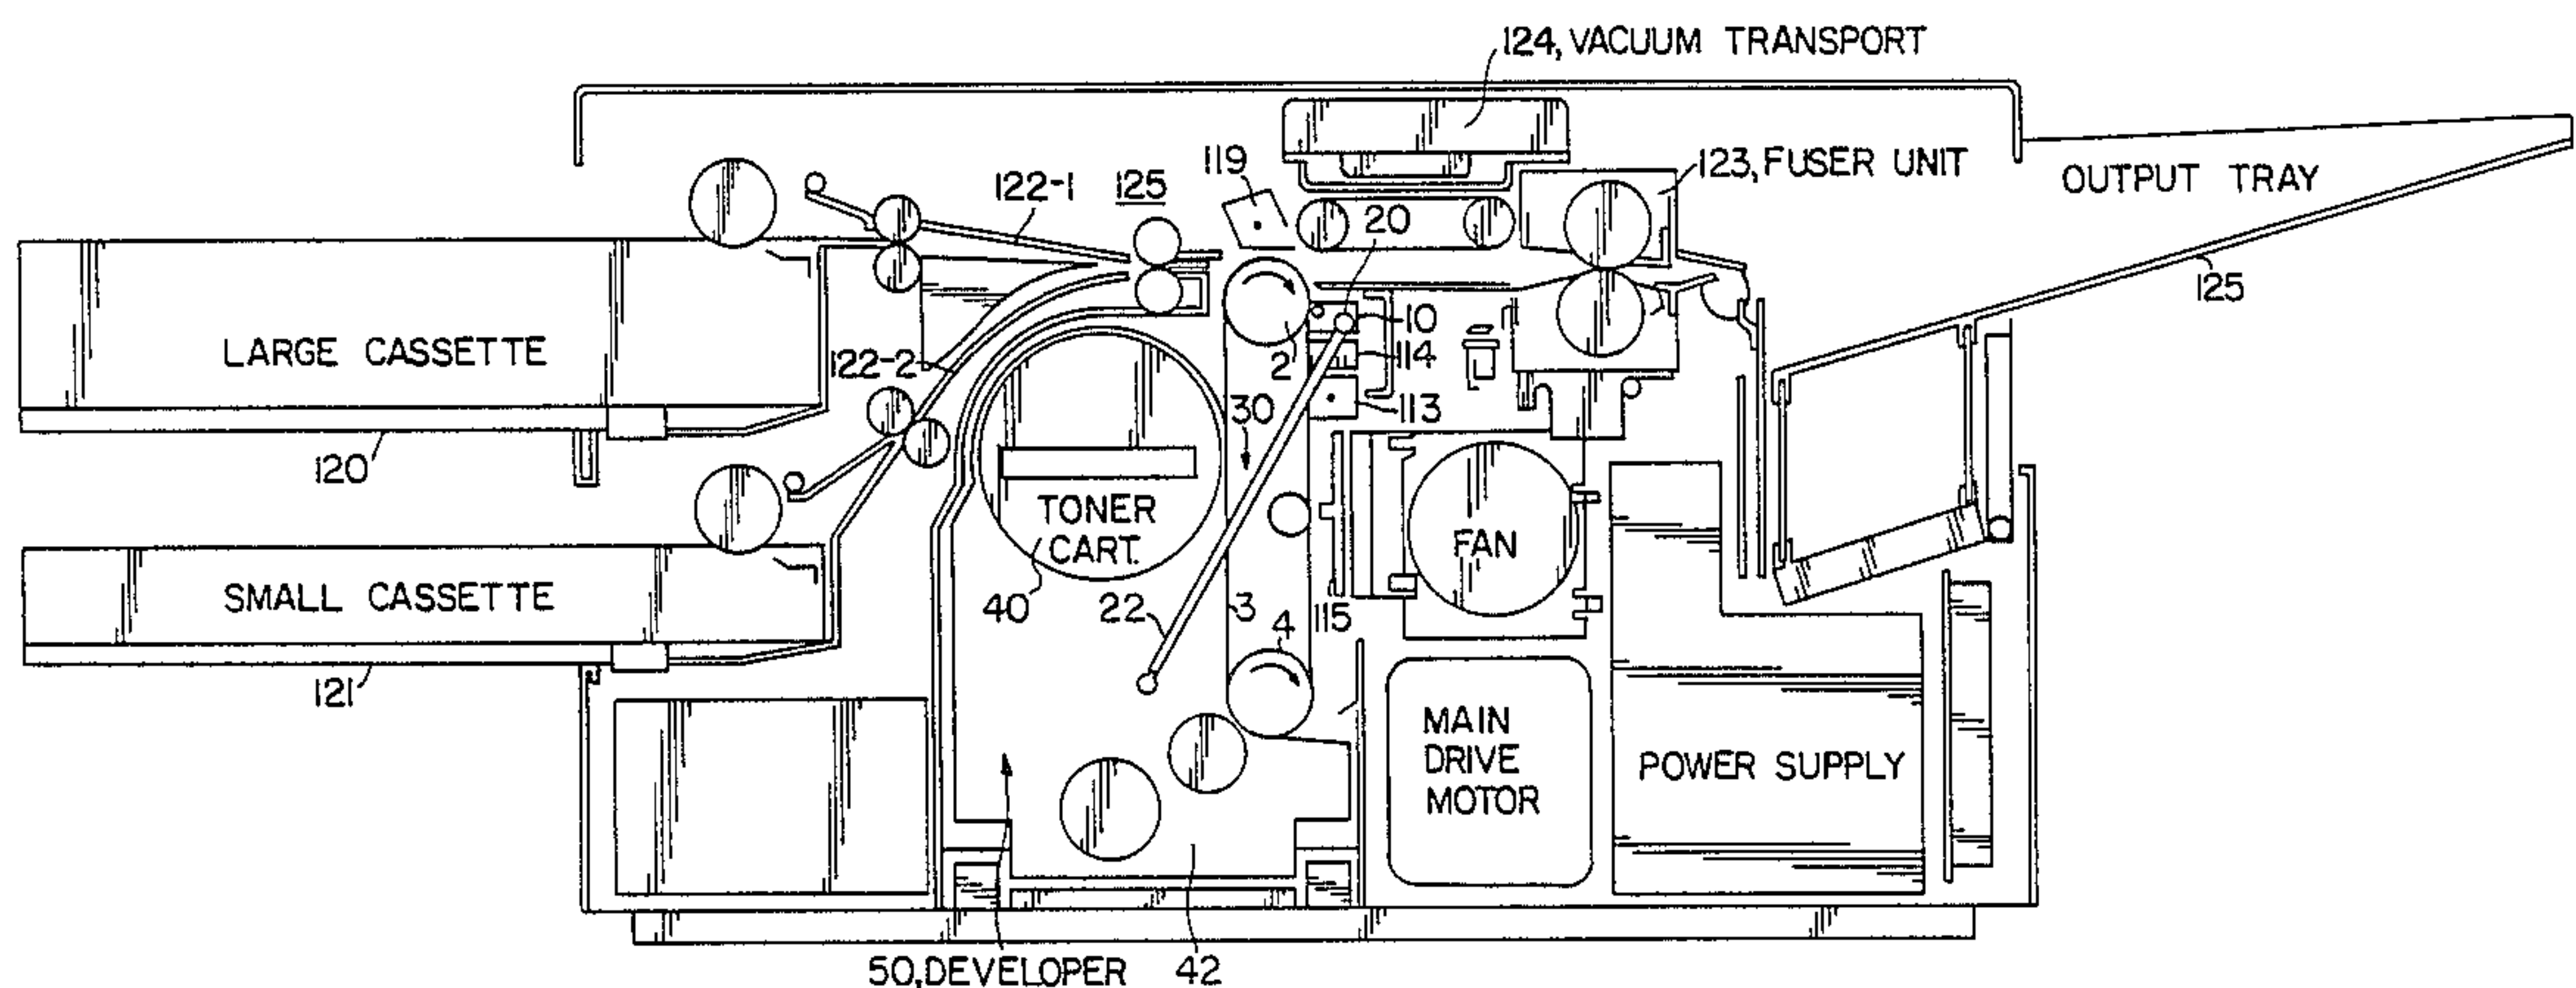 124, VACUUM TRANSPORT
119
123, FUSER UNIT
OUTPUT TRAY
122-1
125
20
125
10
2
114
LARGE CASSETTE
122-2
113
30
120
TONER
CART.
FAN
40
22
3
115
SMALL CASSETTE
4
121
MAIN
DRIVE
MOTOR
POWER SUPPLY
50, DEVELOPER
42